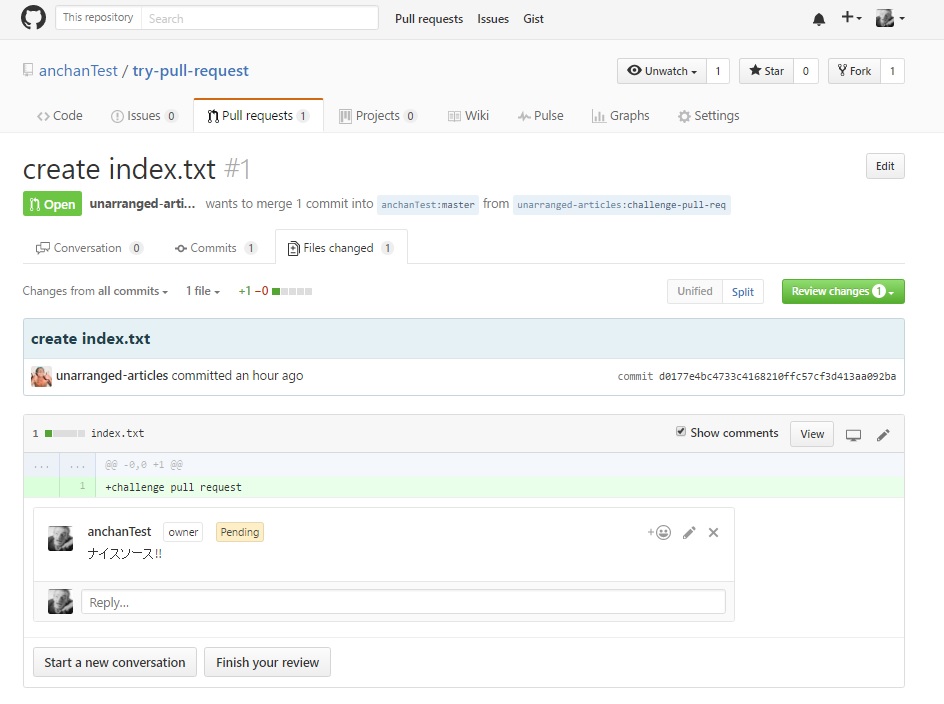 This repository Search Pull requests Issues Gist
anchanTest / try-pull-request Unwatch 1 Star 0 Fork 1
Code Issues 0 Pull requests 1 Projects 0 Wiki Pulse Graphs Settings
create index.txt #1 Edit
Open unarranged-arti... wants to merge 1 commit into anchanTest:master from unarranged-articles:challenge-pull-req
Conversation 0 Commits 1 Files changed 1
Changes from all commits 1 file +1 −0 Unified Split Review changes 1
create index.txt
unarranged-articles committed an hour ago commit d0177e4bc4733c4168210ffc57cf3d413aa092ba
1 index.txt Show comments View
... ... @@ -0,0 +1 @@
1 +challenge pull request
anchanTest owner Pending
ナイスソース!!
Reply...
Start a new conversation Finish your review